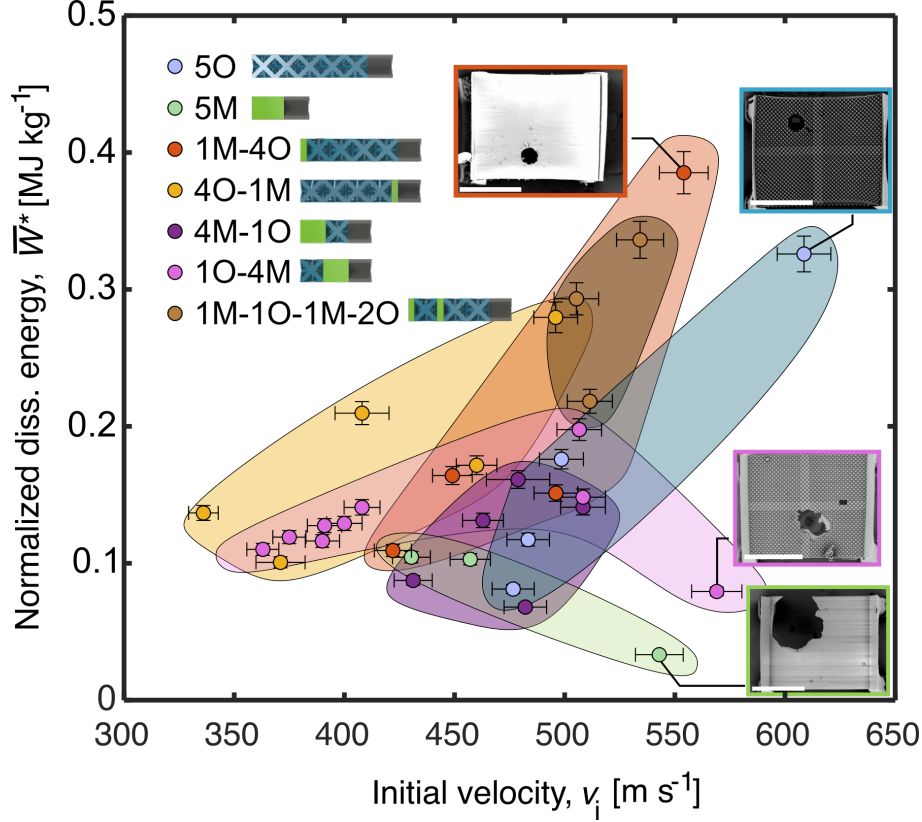 Normalized diss. energy, W̅* [MJ kg⁻¹]
0.5
0.4
0.3
0.2
0.1
0
5O
5M
1M-4O
4O-1M
4M-1O
1O-4M
1M-1O-1M-2O
300 350 400 450 500 550 600 650
Initial velocity, vᵢ [m s⁻¹]